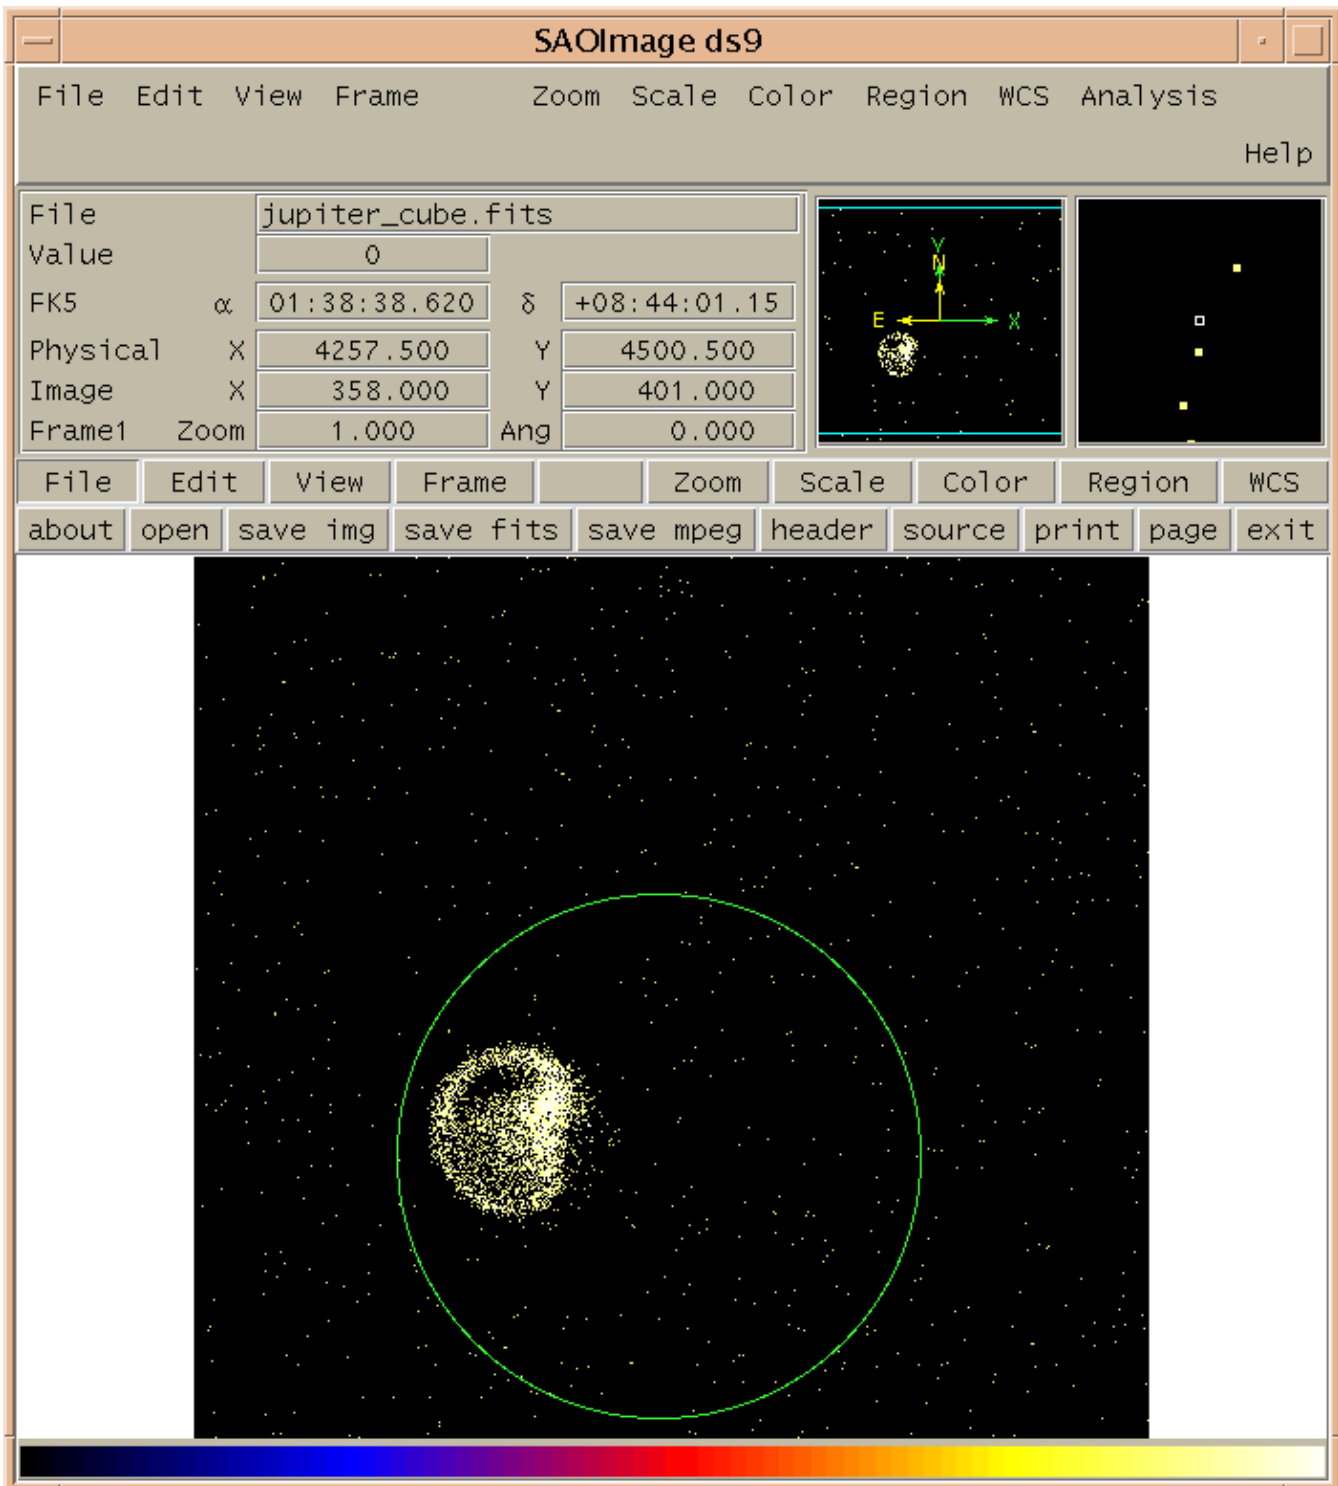 SAOImage ds9
File Edit View Frame Zoom Scale Color Region WCS Analysis
Help
File jupiter_cube.fits
Value 0
FK5 α 01:38:38.620 δ +08:44:01.15
Physical X 4257.500 Y 4500.500
Image X 358.000 Y 401.000
Frame1 Zoom 1.000 Ang 0.000
Y
N
E X
File Edit View Frame Zoom Scale Color Region WCS
about open save img save fits save mpeg header source print page exit